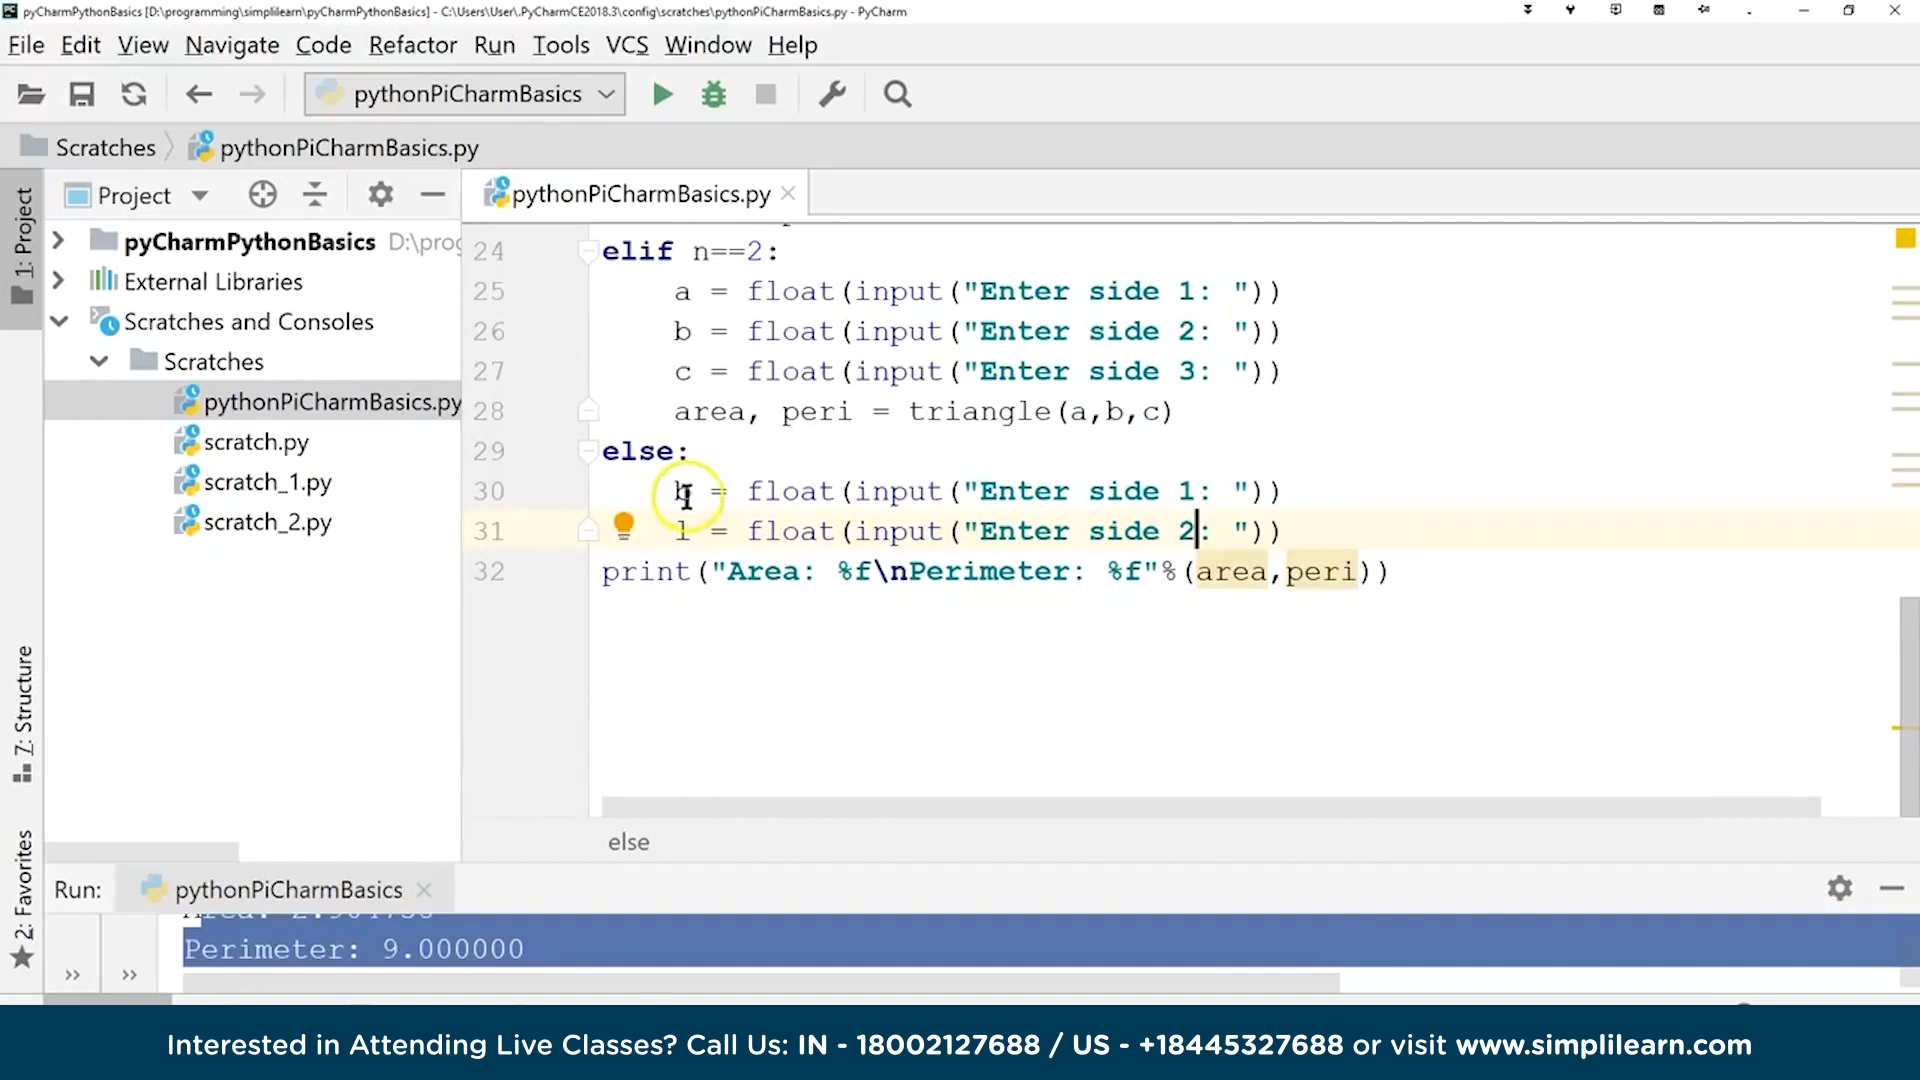 pyCharmPythonBasics [D:\programming\simplilearn\pyCharmPythonBasics] - C:\Users\User\.PyCharmCE2018.3\config\scratches\pythonPiCharmBasics.py - PyCharm
File Edit View Navigate Code Refactor Run Tools VCS Window Help
pythonPiCharmBasics
Scratches pythonPiCharmBasics.py
1: Project
7: Structure
2: Favorites
Project
pyCharmPythonBasics D:\prog
External Libraries
Scratches and Consoles
Scratches
pythonPiCharmBasics.py
scratch.py
scratch_1.py
scratch_2.py
pythonPiCharmBasics.py
24 elif n==2:
25 a = float(input("Enter side 1: "))
26 b = float(input("Enter side 2: "))
27 c = float(input("Enter side 3: "))
28 area, peri = triangle(a,b,c)
29 else:
30 b = float(input("Enter side 1: "))
31 l = float(input("Enter side 2: "))
32 print("Area: %f\nPerimeter: %f"%(area,peri))
else
Run: pythonPiCharmBasics
Perimeter: 9.000000
Interested in Attending Live Classes? Call Us: IN - 18002127688 / US - +18445327688 or visit www.simplilearn.com